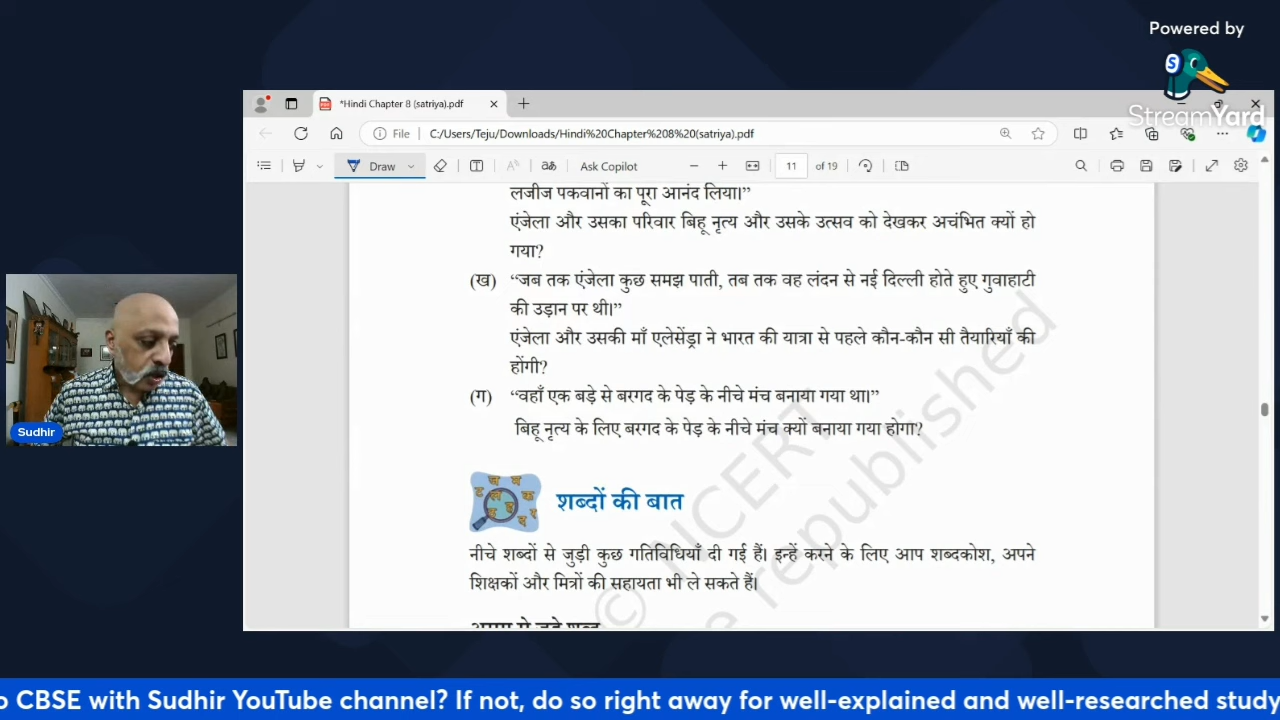 Powered by
S
StreamYard
*Hindi Chapter 8 (satriya).pdf
File
C:/Users/Teju/Downloads/Hindi%20Chapter%208%20(satriya).pdf
Draw
Ask Copilot
11 of 19
लजीज पकवानों का पूरा आनंद लिया।”
एंजेला और उसका परिवार बिहू नृत्य और उसके उत्सव को देखकर अचंभित क्यों हो
गया?
(ख) “जब तक एंजेला कुछ समझ पाती, तब तक वह लंदन से नई दिल्ली होते हुए गुवाहाटी
की उड़ान पर थी।”
एंजेला और उसकी माँ एलेसेंड्रा ने भारत की यात्रा से पहले कौन-कौन सी तैयारियाँ की
होंगी?
(ग) “वहाँ एक बड़े से बरगद के पेड़ के नीचे मंच बनाया गया था।”
बिहू नृत्य के लिए बरगद के पेड़ के नीचे मंच क्यों बनाया गया होगा?
शब्दों की बात
नीचे शब्दों से जुड़ी कुछ गतिविधियाँ दी गई हैं। इन्हें करने के लिए आप शब्दकोश, अपने
शिक्षकों और मित्रों की सहायता भी ले सकते हैं।
© NCERT
be republished
Sudhir
o CBSE with Sudhir YouTube channel? If not, do so right away for well-explained and well-researched study